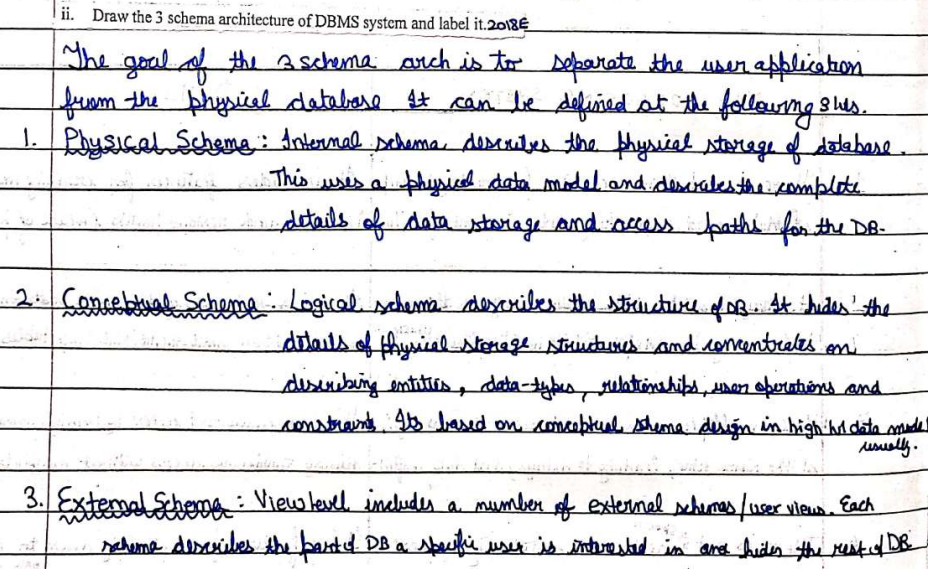 ii. Draw the 3 schema architecture of DBMS system and label it. 2018E
The goal of the 3 schema arch is to separate the user application
from the physical database. It can be defined at the following 3 lvls.
1. Physical Schema : Internal schema describes the physical storage of database.
This uses a physical data model and describes the complete
details of data storage and access paths for the DB.
2. Conceptual Schema : Logical schema describes the structure of DB. It hides the
details of physical storage structures and concentrates on
describing entities, data-types, relationships, user operations and
constraints. Its based on conceptual schema design in high lvl data model
usually.
3. External Schema : View level includes a number of external schemas / user views. Each
schema describes the part of DB a specific user is interested in and hides the rest of DB